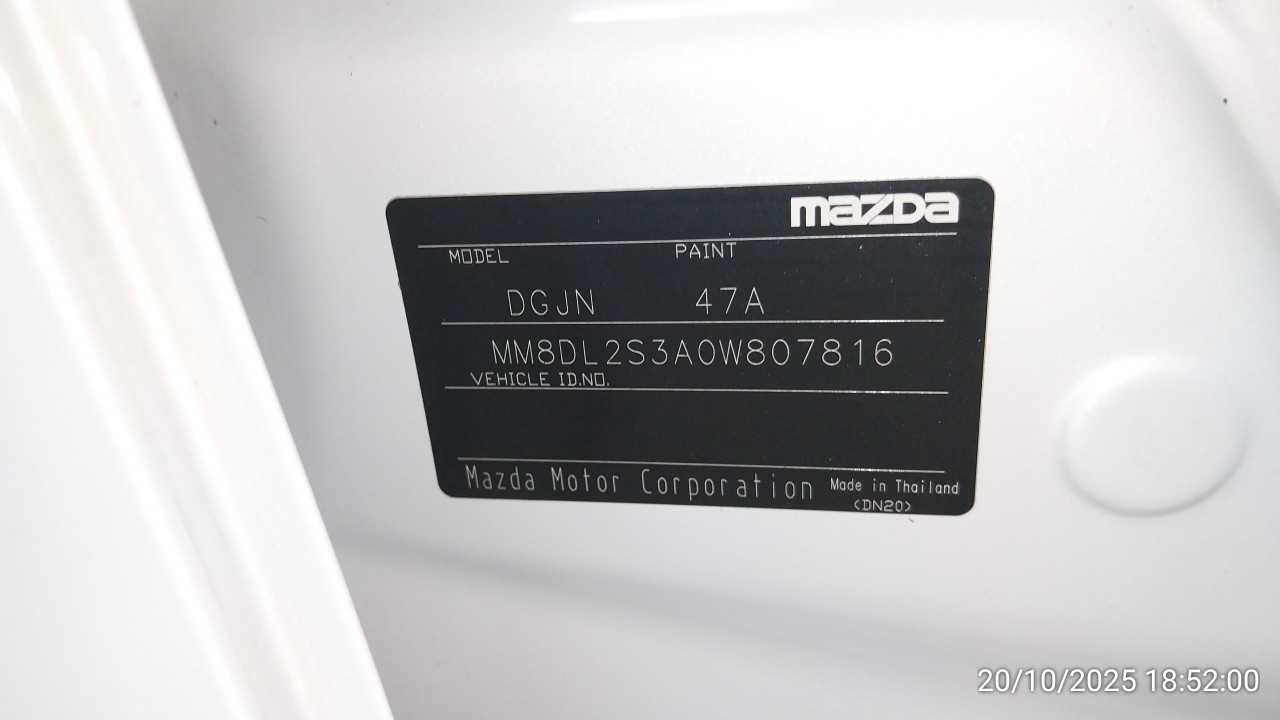 mazda
MODEL PAINT
DGJN 47A
MM8DL2S3A0W807816
VEHICLE ID.NO.
Mazda Motor Corporation Made in Thailand
<DN20>
20/10/2025 18:52:00